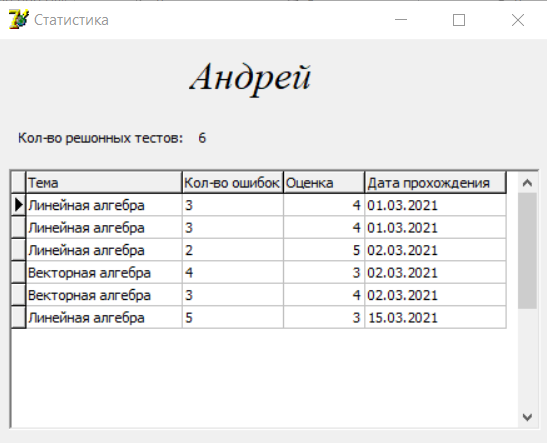 Статистика
Андрей
Кол-во решонных тестов: 6
Тема Кол-во ошибок Оценка Дата прохождения
Линейная алгебра 3 4 01.03.2021
Линейная алгебра 3 4 01.03.2021
Линейная алгебра 2 5 02.03.2021
Векторная алгебра 4 3 02.03.2021
Векторная алгебра 3 4 02.03.2021
Линейная алгебра 5 3 15.03.2021